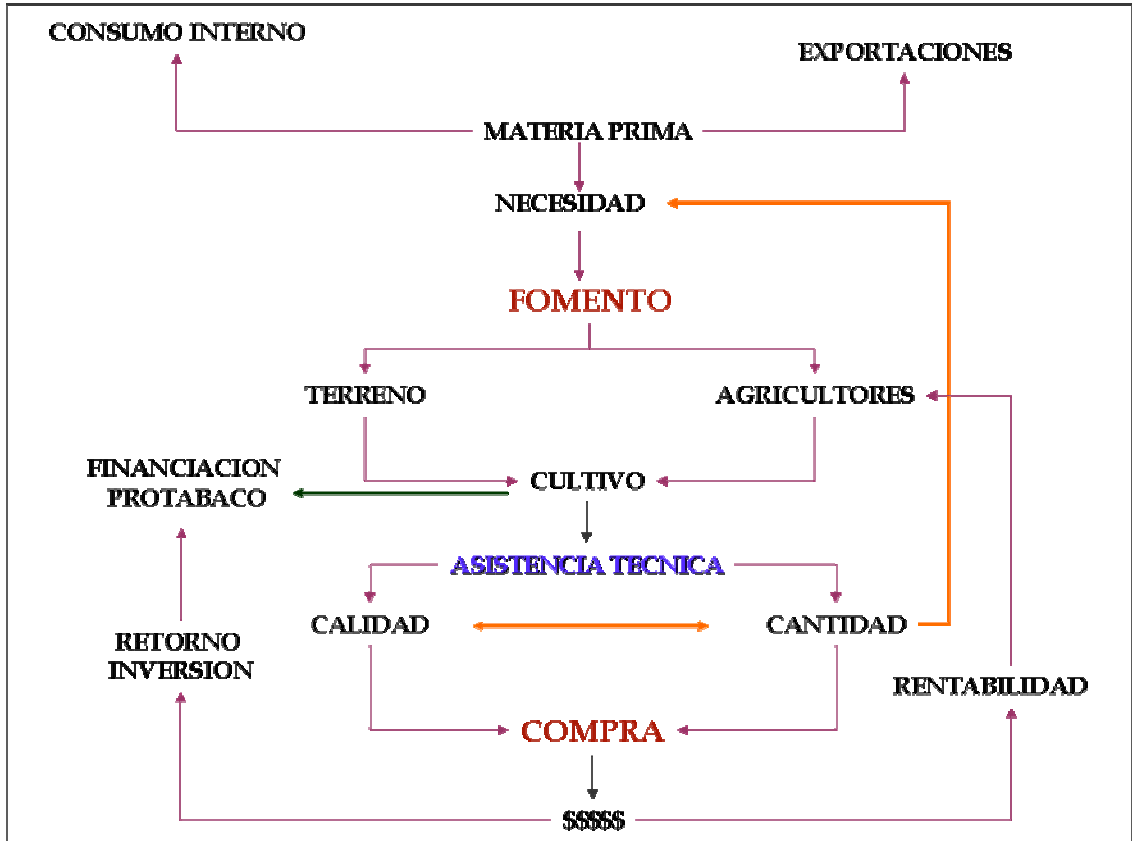 CONSUMO INTERNO
EXPORTACIONES
MATERIA PRIMA
NECESIDAD
FOMENTO
TERRENO
AGRICULTORES
FINANCIACION
PROTABACO
CULTIVO
ASISTENCIA TECNICA
CALIDAD
CANTIDAD
RETORNO
INVERSION
RENTABILIDAD
COMPRA
$$$$$